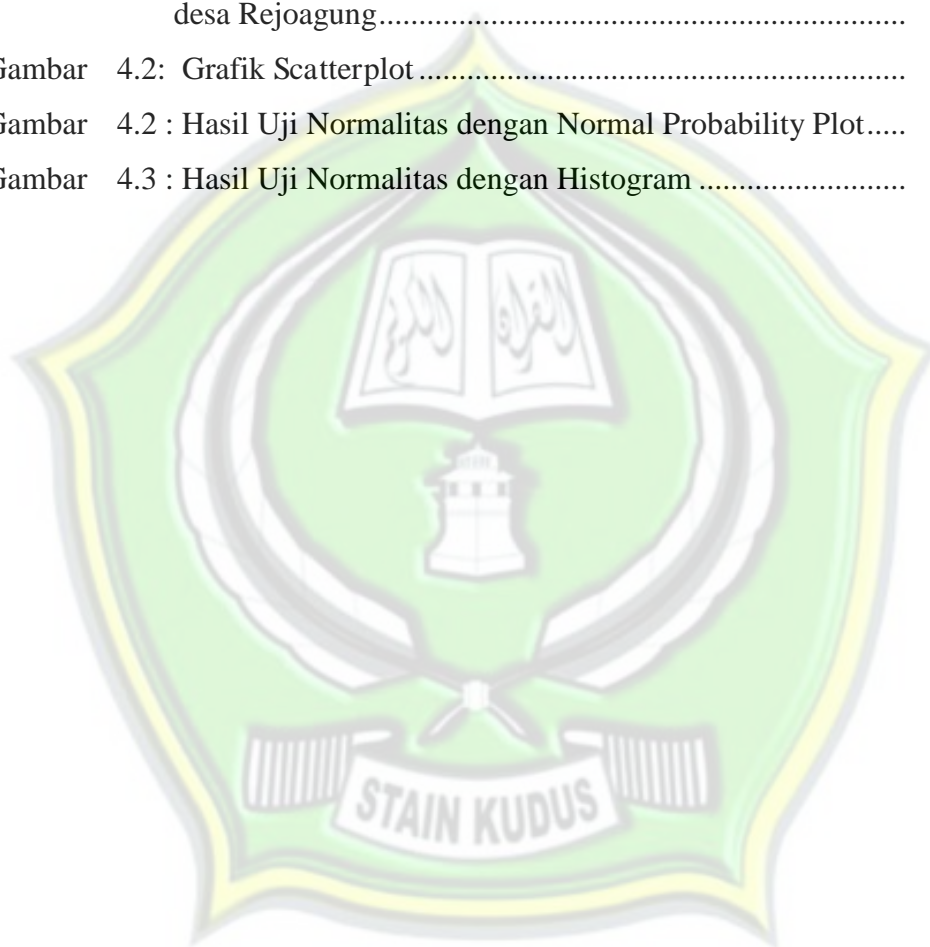 desa Rejoagung..................................................................
Gambar 4.2: Grafik Scatterplot.............................................................
Gambar 4.2 : Hasil Uji Normalitas dengan Normal Probability Plot.....
Gambar 4.3 : Hasil Uji Normalitas dengan Histogram..........................
STAIN KUDUS